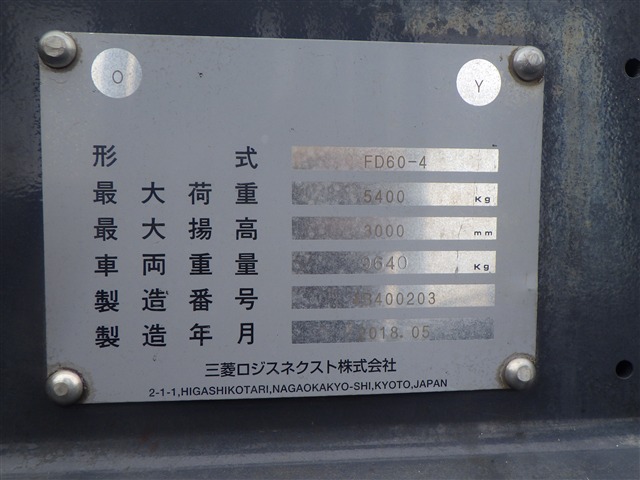 O Y
形式 FD60-4
最大荷重 5400 Kg
最大揚高 3000 mm
車両重量 9640 Kg
製造番号
製造年月 2018.05
三菱ロジスネクスト株式会社
2-1-1,HIGASHIKOTARI,NAGAOKAKYO-SHI,KYOTO,JAPAN